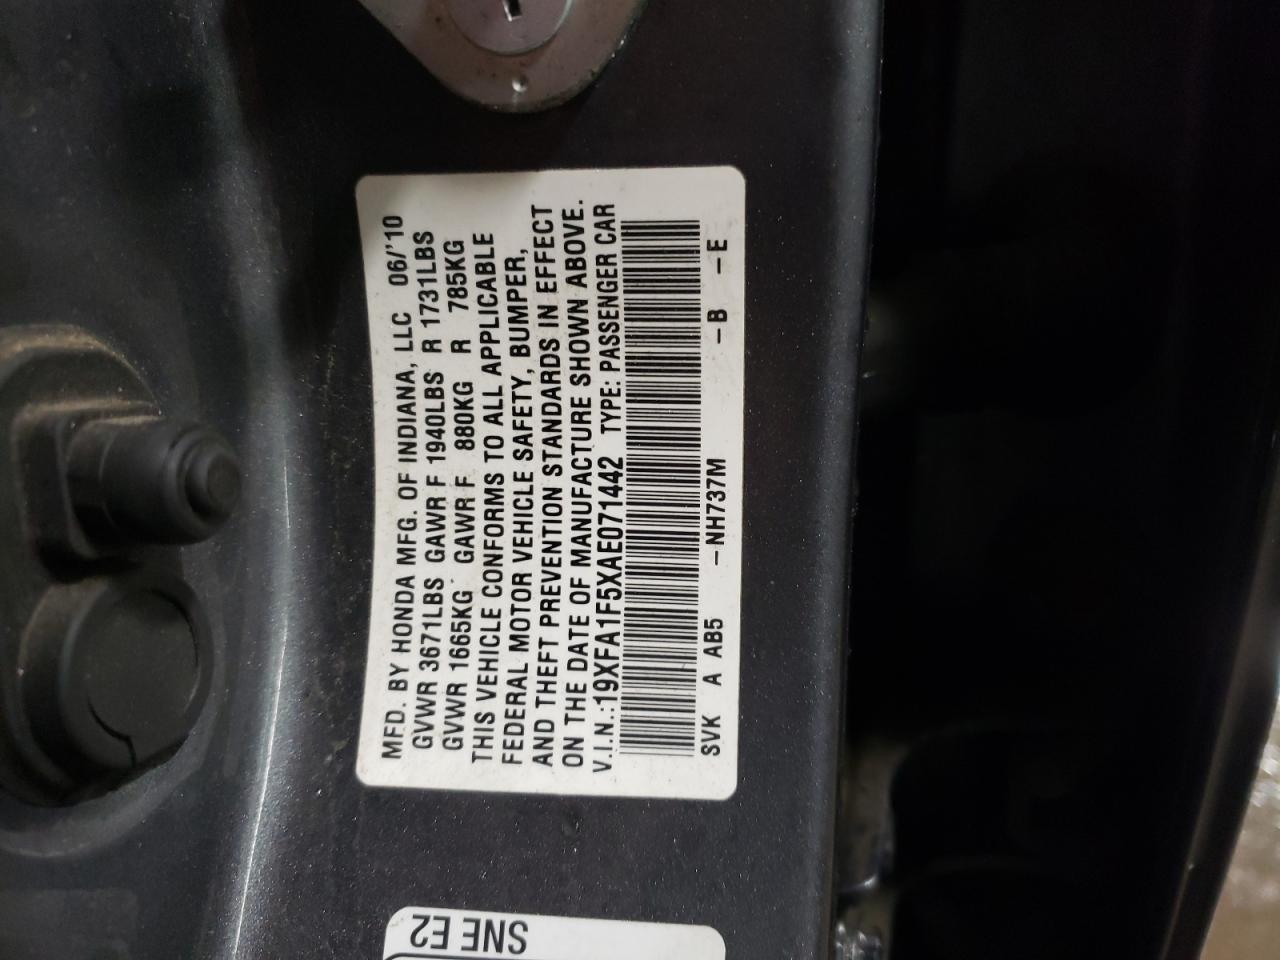 MFD. BY HONDA MFG. OF INDIANA, LLC 06/'10
GVWR 3671LBS GAWR F 1940LBS R 1731LBS
GVWR 1665KG GAWR F 880KG R 785KG
THIS VEHICLE CONFORMS TO ALL APPLICABLE
FEDERAL MOTOR VEHICLE SAFETY, BUMPER,
AND THEFT PREVENTION STANDARDS IN EFFECT
ON THE DATE OF MANUFACTURE SHOWN ABOVE.
V.I.N.:19XFA1F5XAE071442 TYPE: PASSENGER CAR
SVK A AB5 -NH737M -B -E
SNE E2